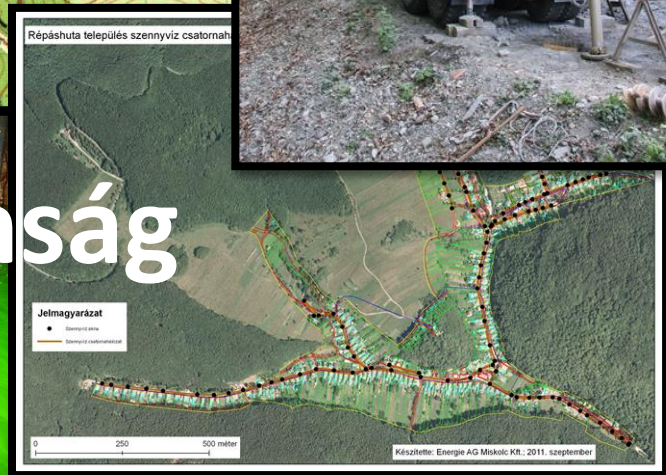 Répáshuta település szennyvíz csatornahá
ság
Jelmagyarázat
Szennyvíz akna
Szennyvíz csatornahálózat
0 250 500 méter
Készítette: Energie AG Miskolc Kft.; 2011. szeptember